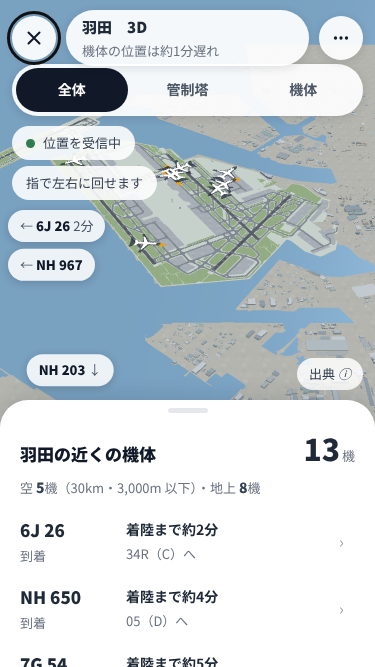 羽田 3D
機体の位置は約1分遅れ
全体
管制塔
機体
位置を受信中
指で左右に回せます
← 6J 26 2分
← NH 967
NH 203 ↓
出典 ⓘ
羽田の近くの機体
13機
空 5機（30km・3,000m 以下）・地上 8機
6J 26
着陸まで約2分
到着
34R（C）へ
NH 650
着陸まで約4分
到着
05（D）へ
7G 54
着陸まで約5分